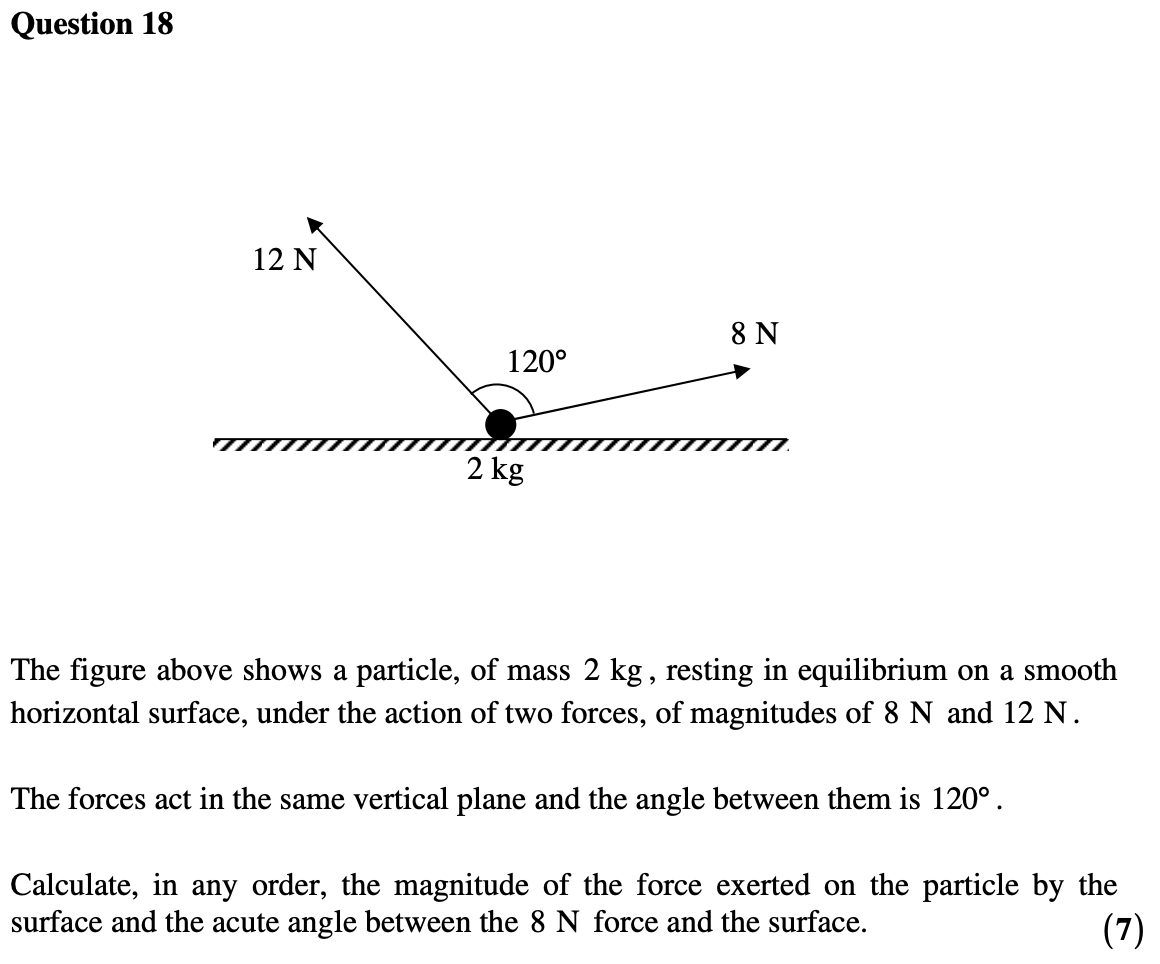 Question 18
12 N
8 N
120°
2 kg
The figure above shows a particle, of mass 2 kg, resting in equilibrium on a smooth
horizontal surface, under the action of two forces, of magnitudes of 8 N and 12 N.
The forces act in the same vertical plane and the angle between them is 120°.
Calculate, in any order, the magnitude of the force exerted on the particle by the
surface and the acute angle between the 8 N force and the surface. (7)